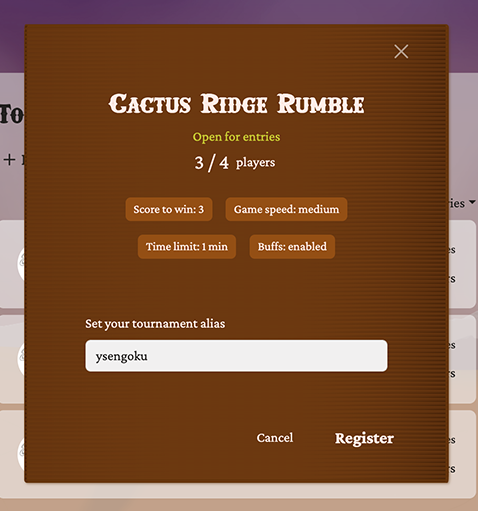 CACTUS RIDGE RUMBLE
Open for entries
3 / 4 players
Score to win: 3
Game speed: medium
Time limit: 1 min
Buffs: enabled
Set your tournament alias
ysengoku
Cancel
Register